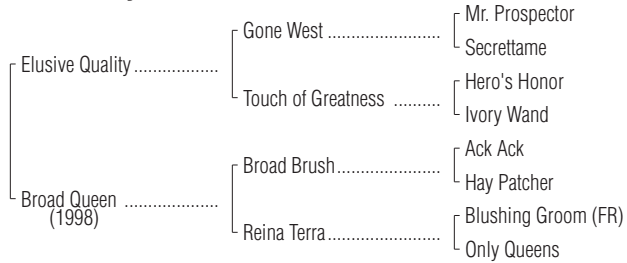 Mr. Prospector
Gone West ......................
Secrettame
Elusive Quality .................
Hero's Honor
Touch of Greatness .........
Ivory Wand
Ack Ack
Broad Brush.....................
Hay Patcher
Broad Queen ...................
(1998)
Blushing Groom (FR)
Reina Terra......................
Only Queens